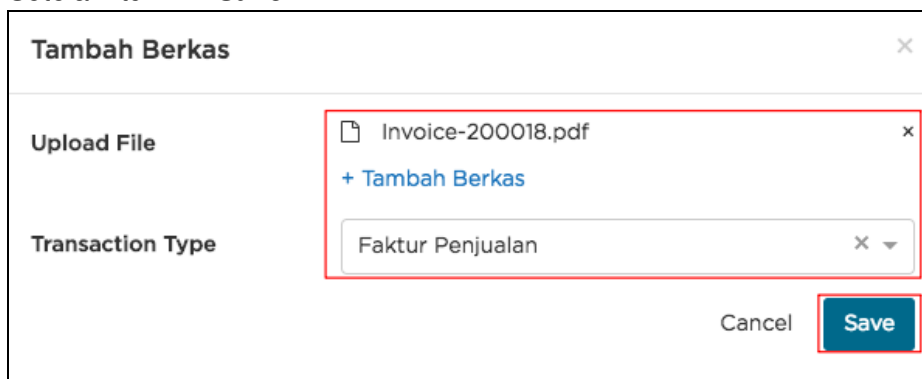 Tambah Berkas
×
Upload File
Invoice-200018.pdf ×
+ Tambah Berkas
Transaction Type
Faktur Penjualan ×
Cancel Save